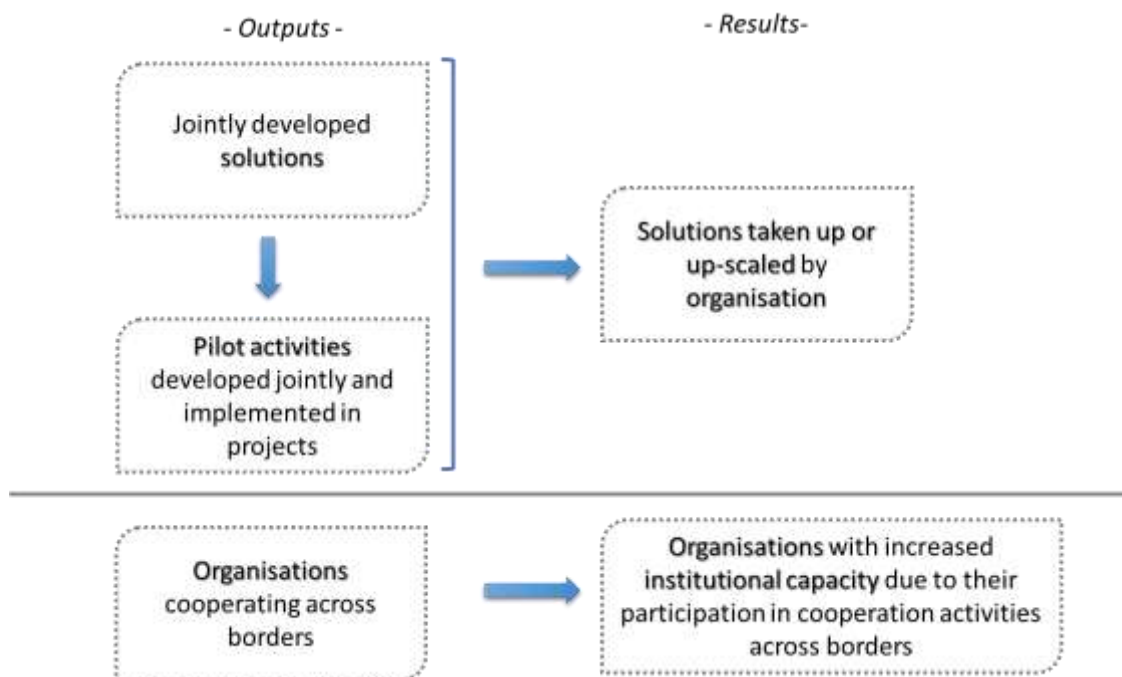 - Outputs -
- Results-
Jointly developed
solutions
Solutions taken up or
up-scaled by
organisation
Pilot activities
developed jointly and
implemented in
projects
Organisations
cooperating across
borders
Organisations with increased
institutional capacity due to their
participation in cooperation activities
across borders